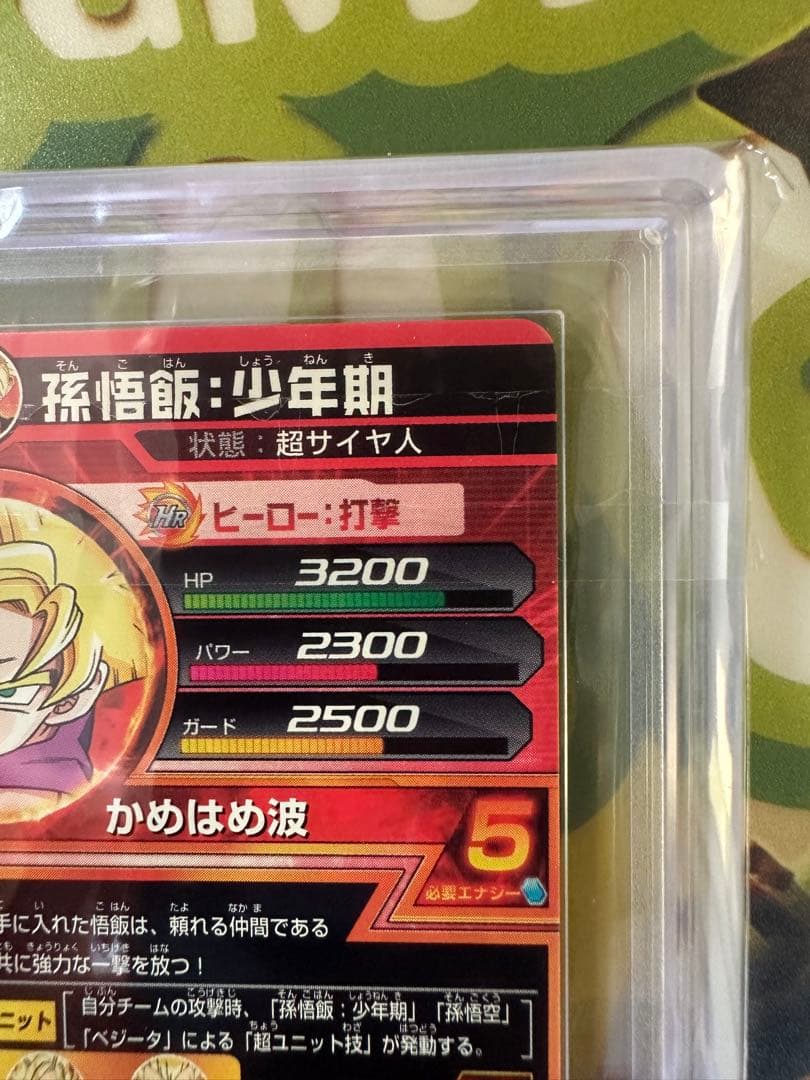 孫悟飯:少年期
状態:超サイヤ人
HR ヒーロー:打撃
HP 3200
パワー 2300
ガード 2500
かめはめ波
5
必要エナジー
手に入れた悟飯は、頼れる仲間である
共に強力な一撃を放つ!
ユニット
自分チームの攻撃時、「孫悟飯:少年期」「孫悟空」
「ベジータ」による「超ユニット技」が発動する。